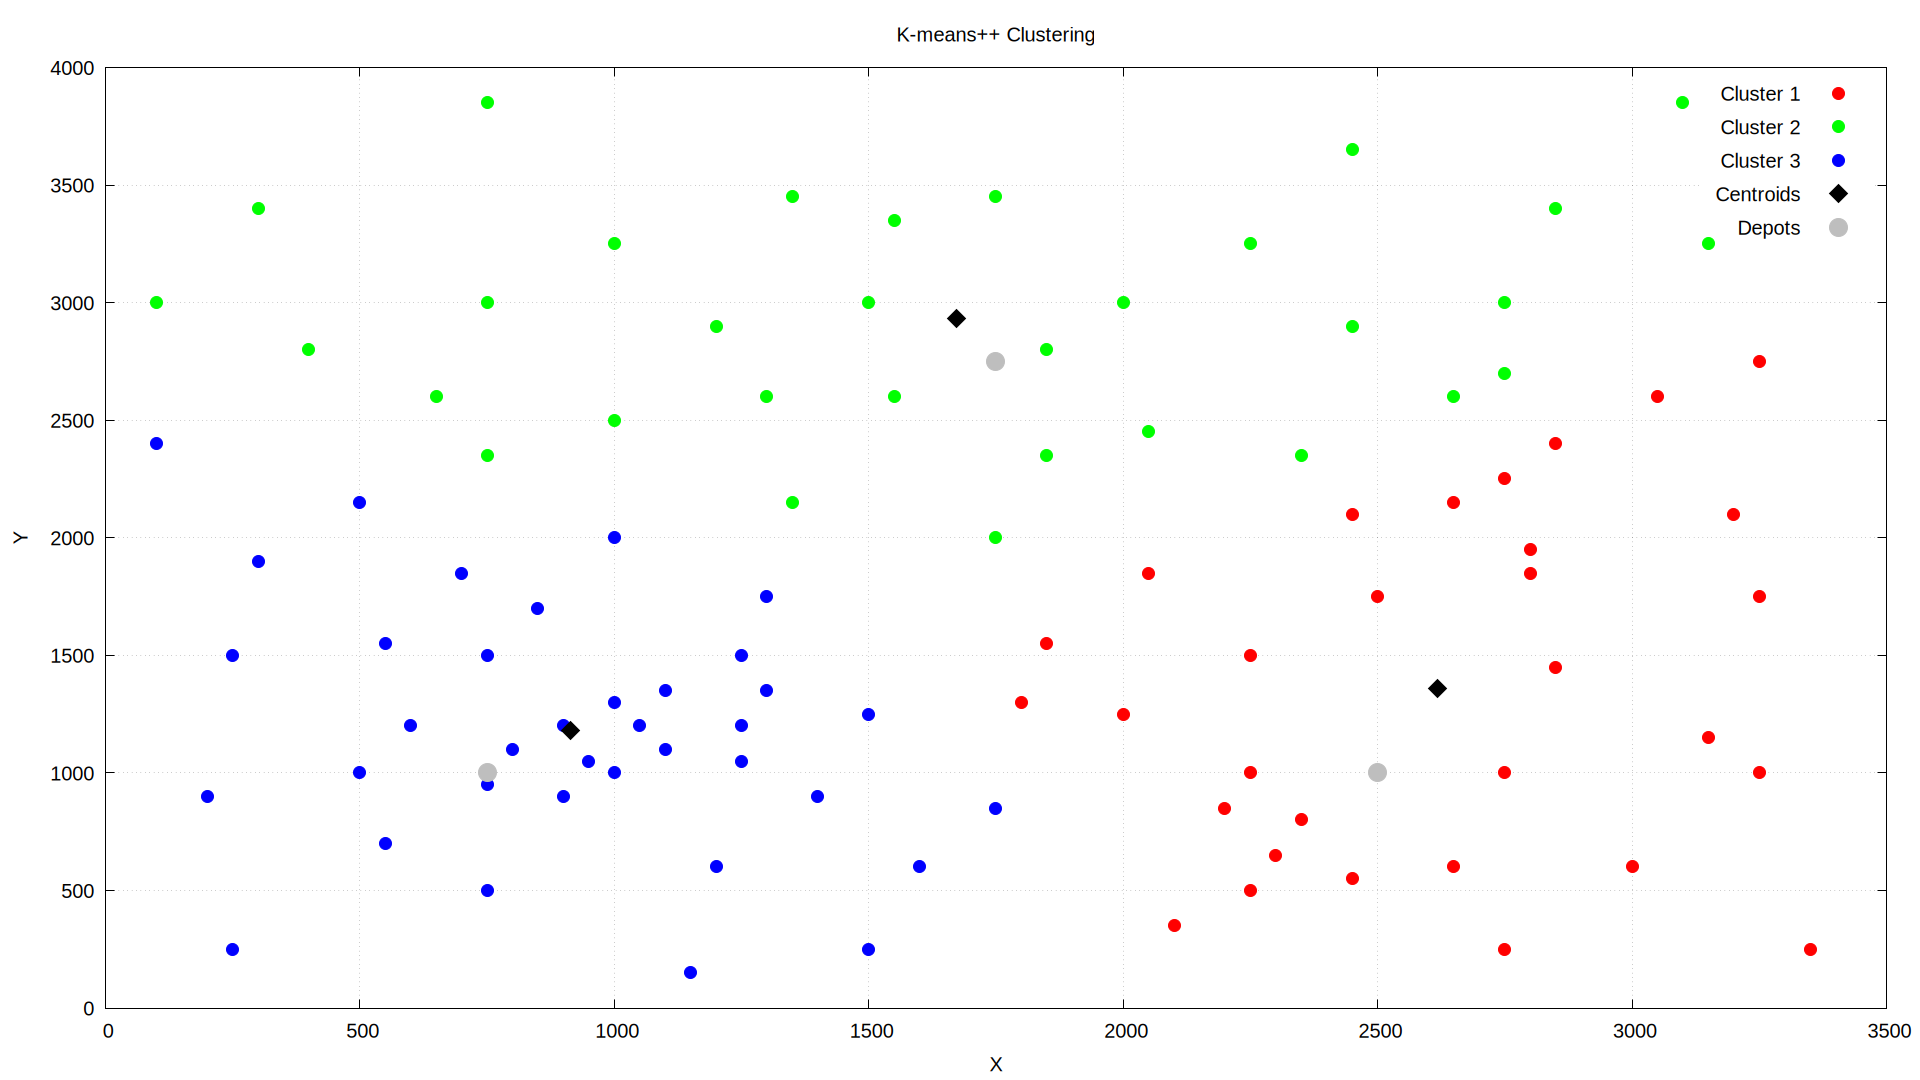 K-means++ Clustering
4000
3500
3000
2500
2000
1500
1000
500
0
Y
Cluster 1
Cluster 2
Cluster 3
Centroids
Depots
0 500 1000 1500 2000 2500 3000 3500
X